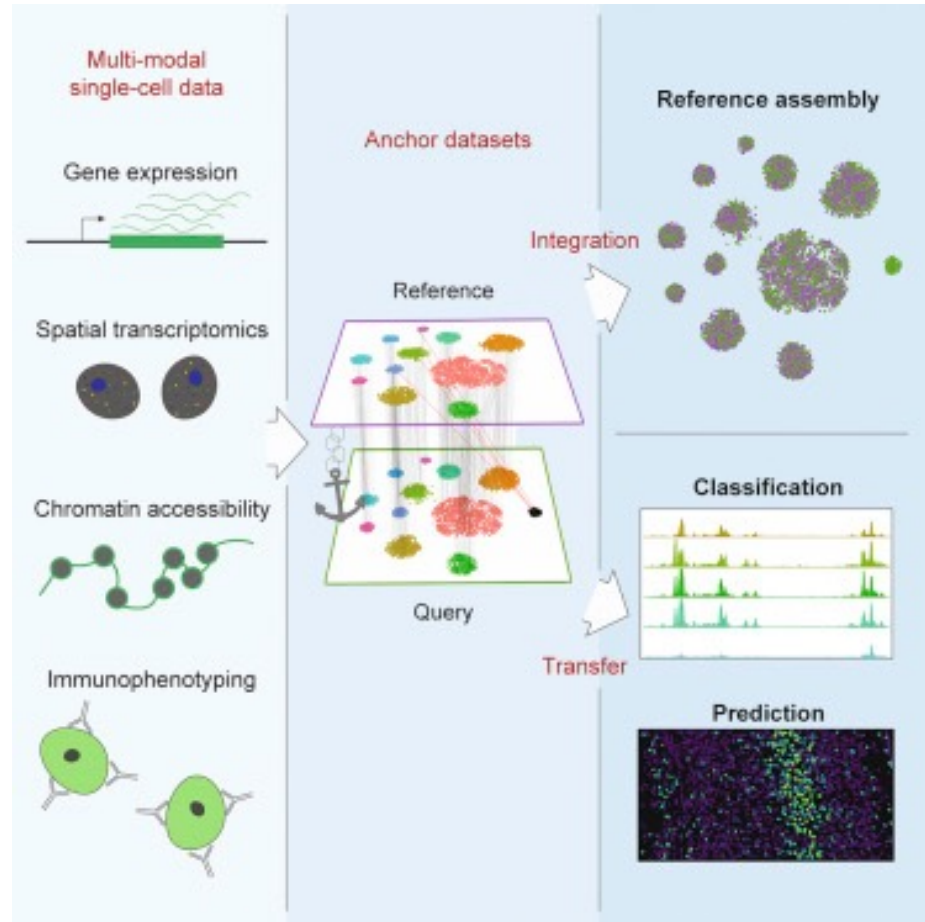 Multi-modal
single-cell data
Gene expression
Spatial transcriptomics
Chromatin accessibility
Immunophenotyping
Anchor datasets
Reference
Query
Integration
Transfer
Reference assembly
Classification
Prediction